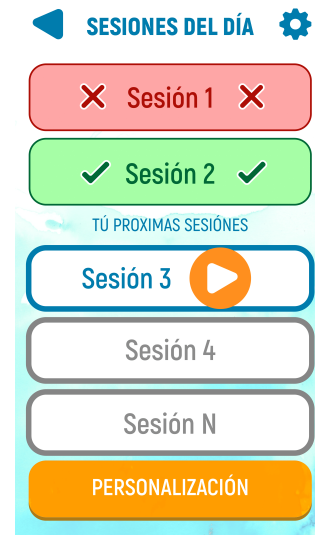 SESIONES DEL DÍA
Sesión 1
Sesión 2
TÚ PROXIMAS SESIÓNES
Sesión 3
Sesión 4
Sesión N
PERSONALIZACIÓN